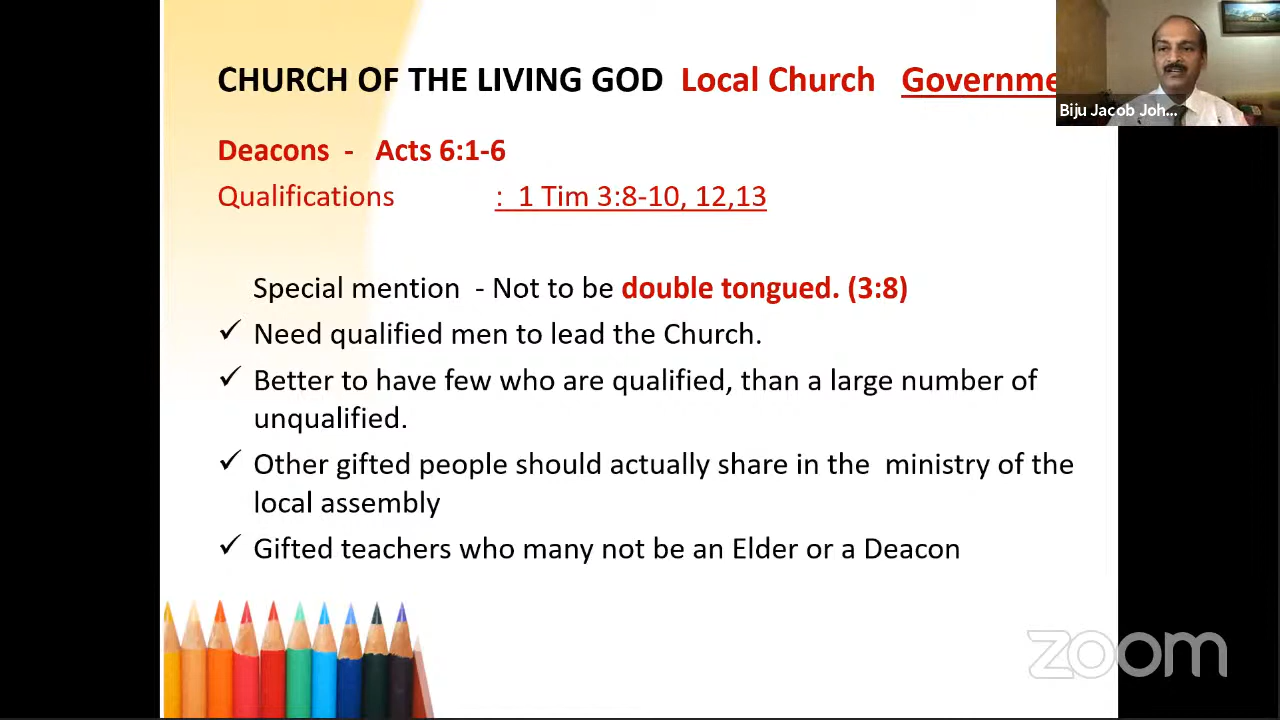 CHURCH OF THE LIVING GOD Local Church Governme
Biju Jacob Joh...
Deacons - Acts 6:1-6
Qualifications : 1 Tim 3:8-10, 12,13
Special mention - Not to be double tongued. (3:8)
✓ Need qualified men to lead the Church.
✓ Better to have few who are qualified, than a large number of
unqualified.
✓ Other gifted people should actually share in the ministry of the
local assembly
✓ Gifted teachers who many not be an Elder or a Deacon
zoom